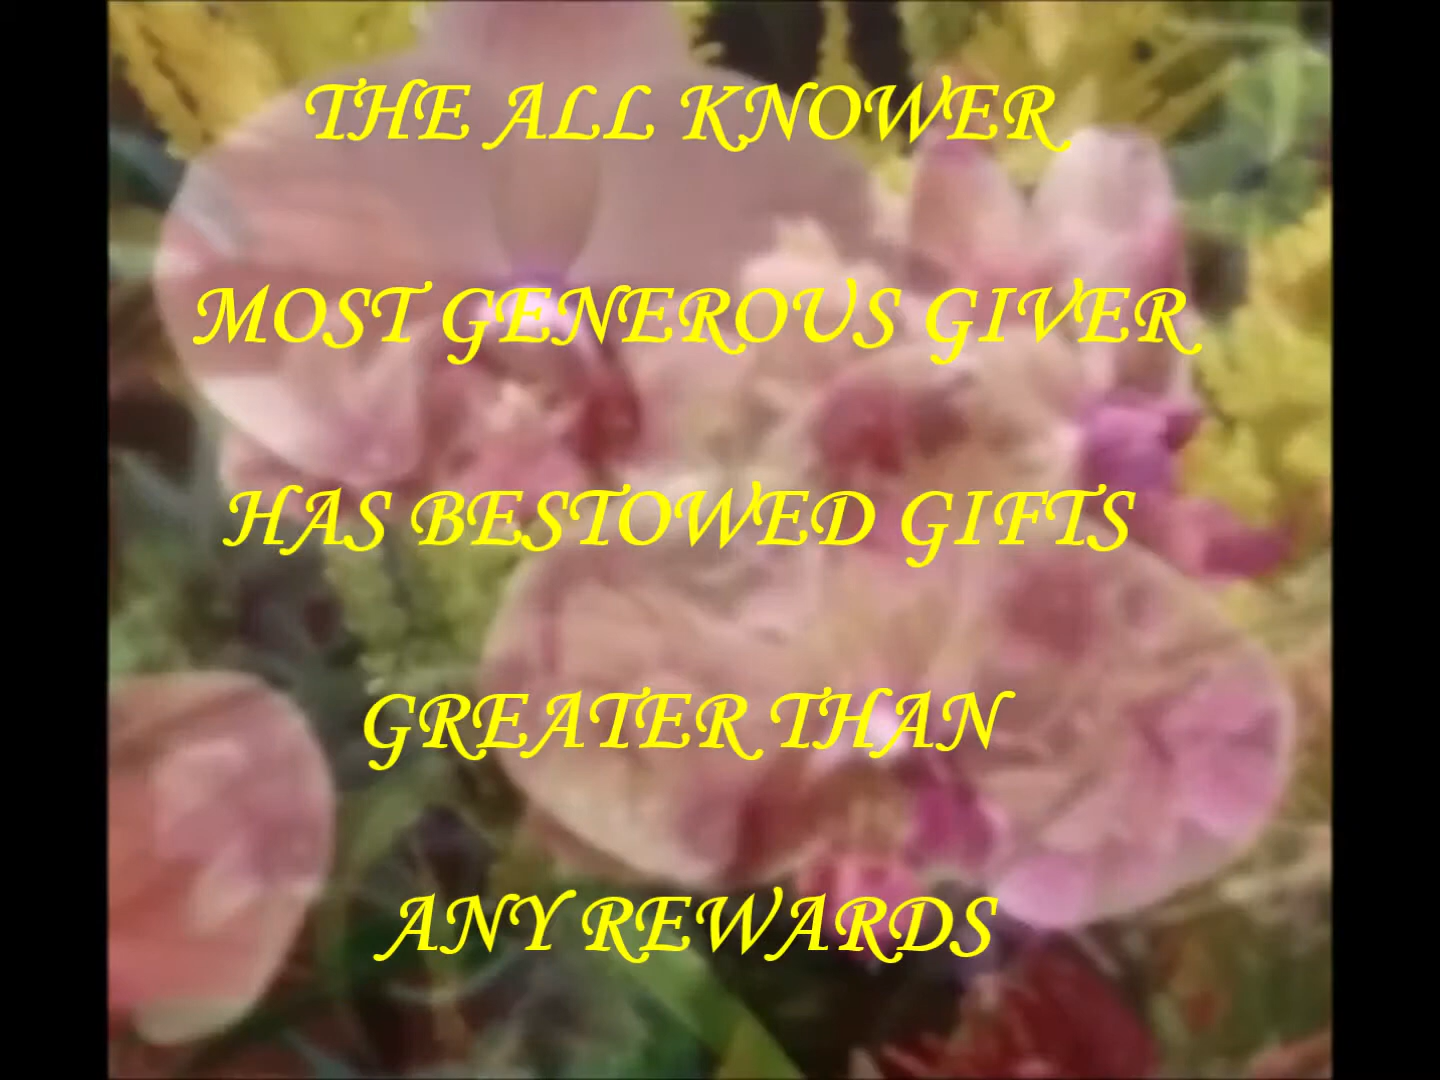 THE ALL KNOWER
MOST GENEROUS GIVER
HAS BESTOWED GIFTS
GREATER THAN
ANY REWARDS